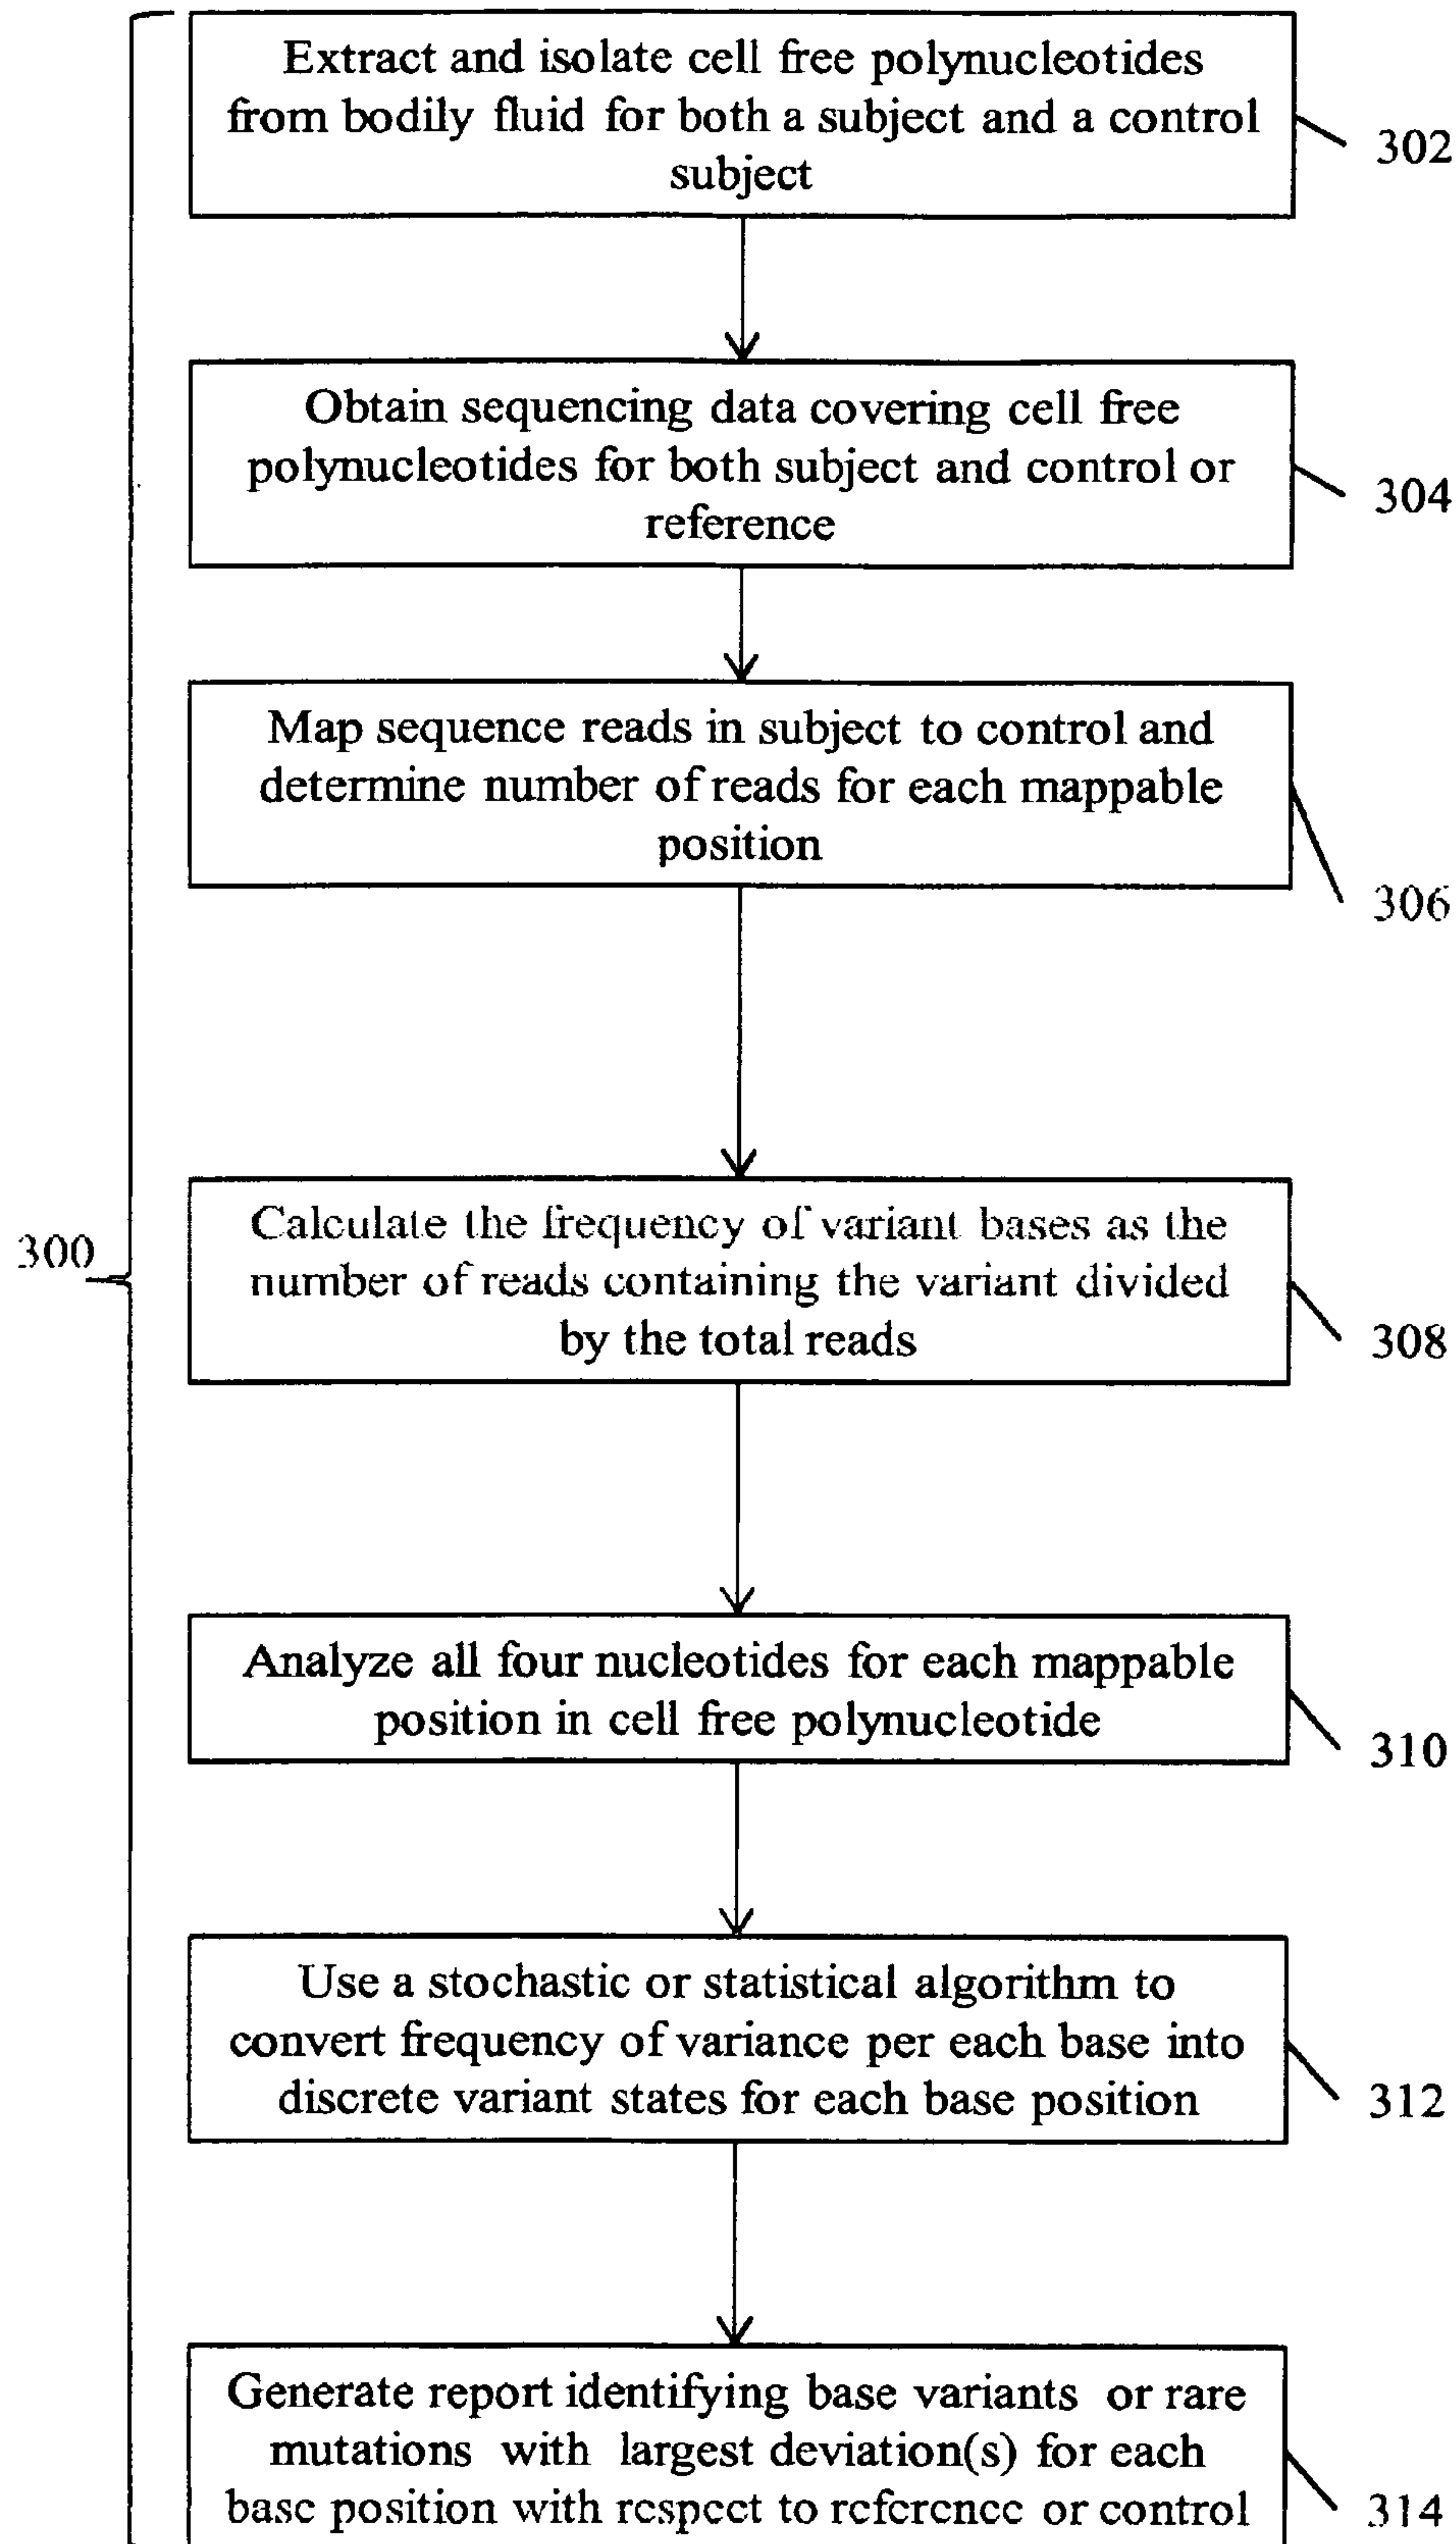 Extract and isolate cell free polynucleotides
from bodily fluid for both a subject and a control
subject
302
Obtain sequencing data covering cell free
polynucleotides for both subject and control or
reference
304
Map sequence reads in subject to control and
determine number of reads for each mappable
position
306
300
Calculate the frequency of variant bases as the
number of reads containing the variant divided
by the total reads
308
Analyze all four nucleotides for each mappable
position in cell free polynucleotide
310
Use a stochastic or statistical algorithm to
convert frequency of variance per each base into
discrete variant states for each base position
312
Generate report identifying base variants or rare
mutations with largest deviation(s) for each
base position with respect to reference or control
314